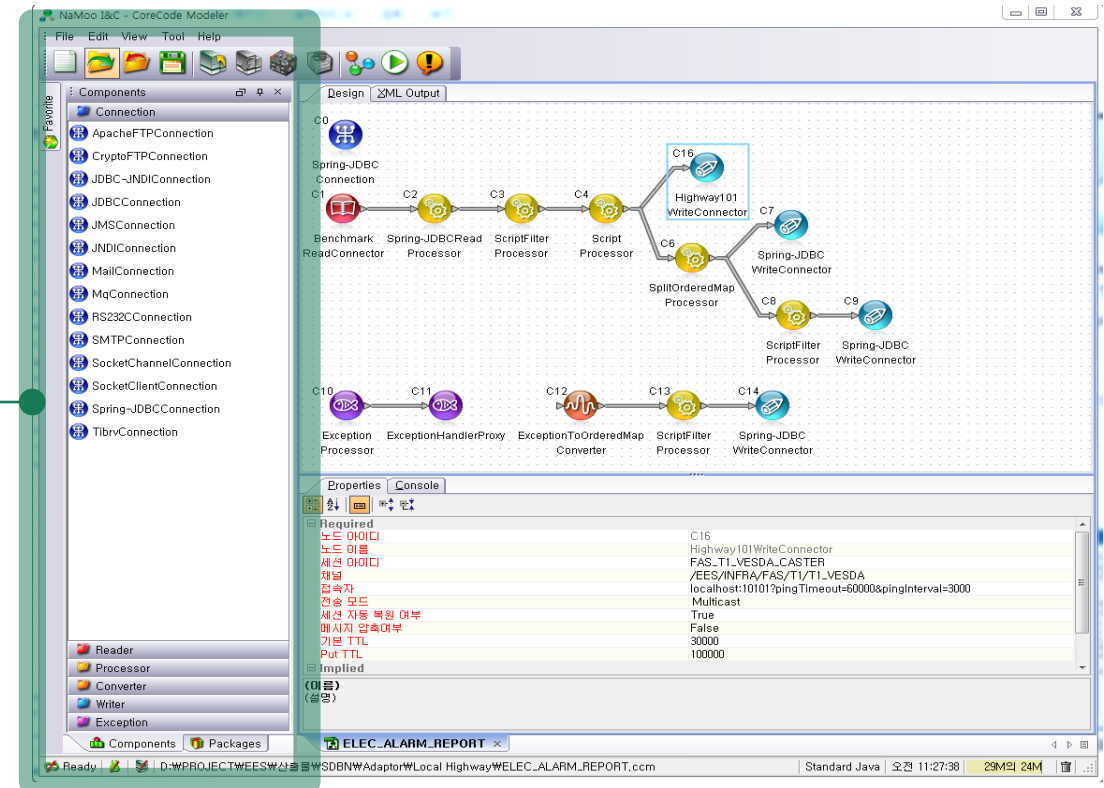 NaMoo I&C - CoreCode Modeler
File Edit View Tool Help
Favorite
Components
Connection
ApacheFTPConnection
CryptoFTPConnection
JDBC-JNDIConnection
JDBCConnection
JMSConnection
JNDIConnection
MailConnection
MqConnection
RS232CConnection
SMTPConnection
SocketChannelConnection
SocketClientConnection
Spring-JDBCConnection
TibrvConnection
Reader
Processor
Converter
Writer
Exception
Components Packages
Design XML Output
C0
Spring-JDBC
Connection
C1
Benchmark
ReadConnector
C2
Spring-JDBCRead
Processor
C3
ScriptFilter
Processor
C4
Script
Processor
C16
Highway101
WriteConnector
C6
SplitOrderedMap
Processor
C7
Spring-JDBC
WriteConnector
C8
ScriptFilter
Processor
C9
Spring-JDBC
WriteConnector
C10
Exception
Processor
C11
ExceptionHandlerProxy
C12
ExceptionToOrderedMap
Converter
C13
ScriptFilter
Processor
C14
Spring-JDBC
WriteConnector
Properties Console
Required
노드 아이디 C16
노드 이름 Highway101WriteConnector
세션 아이디 FAS_T1_VESDA_CASTER
채널 /EES/INFRA/FAS/T1/T1_VESDA
접속자 localhost:10101?pingTimeout=60000&pingInterval=3000
전송 모드 Multicast
세션 자동 복원 여부 True
메시지 압축여부 False
기본 TTL 30000
Put TTL 100000
Implied
(이름)
(설명)
ELEC_ALARM_REPORT
Ready D:₩PROJECT₩EES₩산출물₩SDBN₩Adaptor₩Local Highway₩ELEC_ALARM_REPORT.ccm Standard Java 오전 11:27:38 29M의 24M